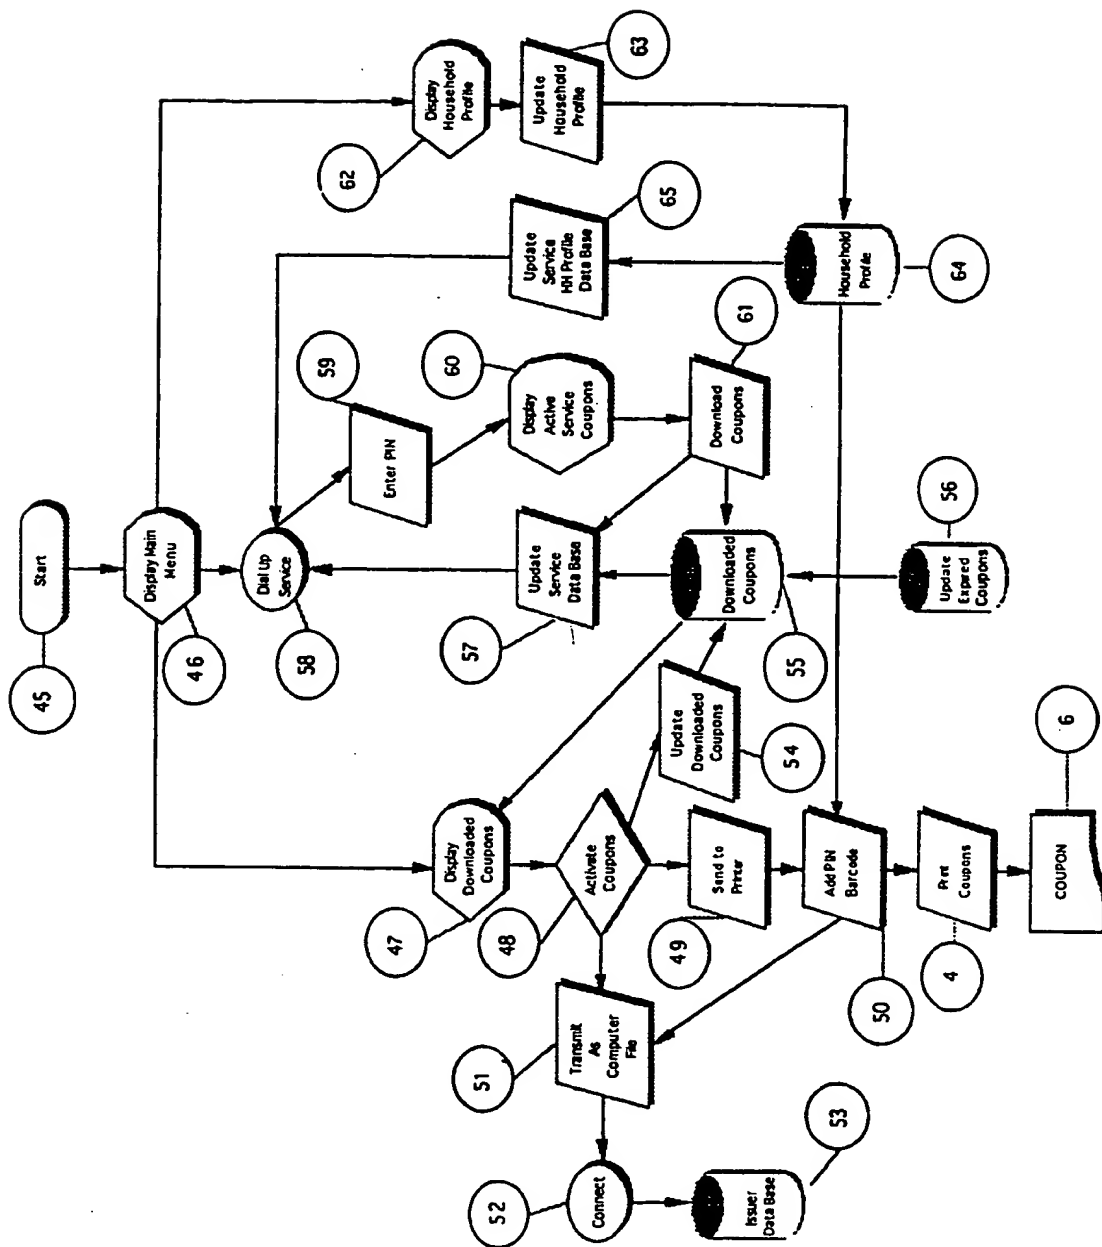 45
Start
46
Display Main
Menu
58
Dial Up
Service
59
Enter PIN
60
Display
Active
Service
Coupons
61
Download
Coupons
62
Display
Household
Profile
63
Update
Household
Profile
64
Household
Profile
65
Update
Service
HH Profile
Data Base
57
Update
Service
Data Base
55
Downloaded
Coupons
56
Update
Expired
Coupons
47
Display
Downloaded
Coupons
48
Activate
Coupons
54
Update
Downloaded
Coupons
49
Send to
Printer
50
Add PIN
Barcode
4
Print
Coupons
6
COUPON
51
Transmit
As
Computer
File
52
Connect
53
Issuer
Data Base